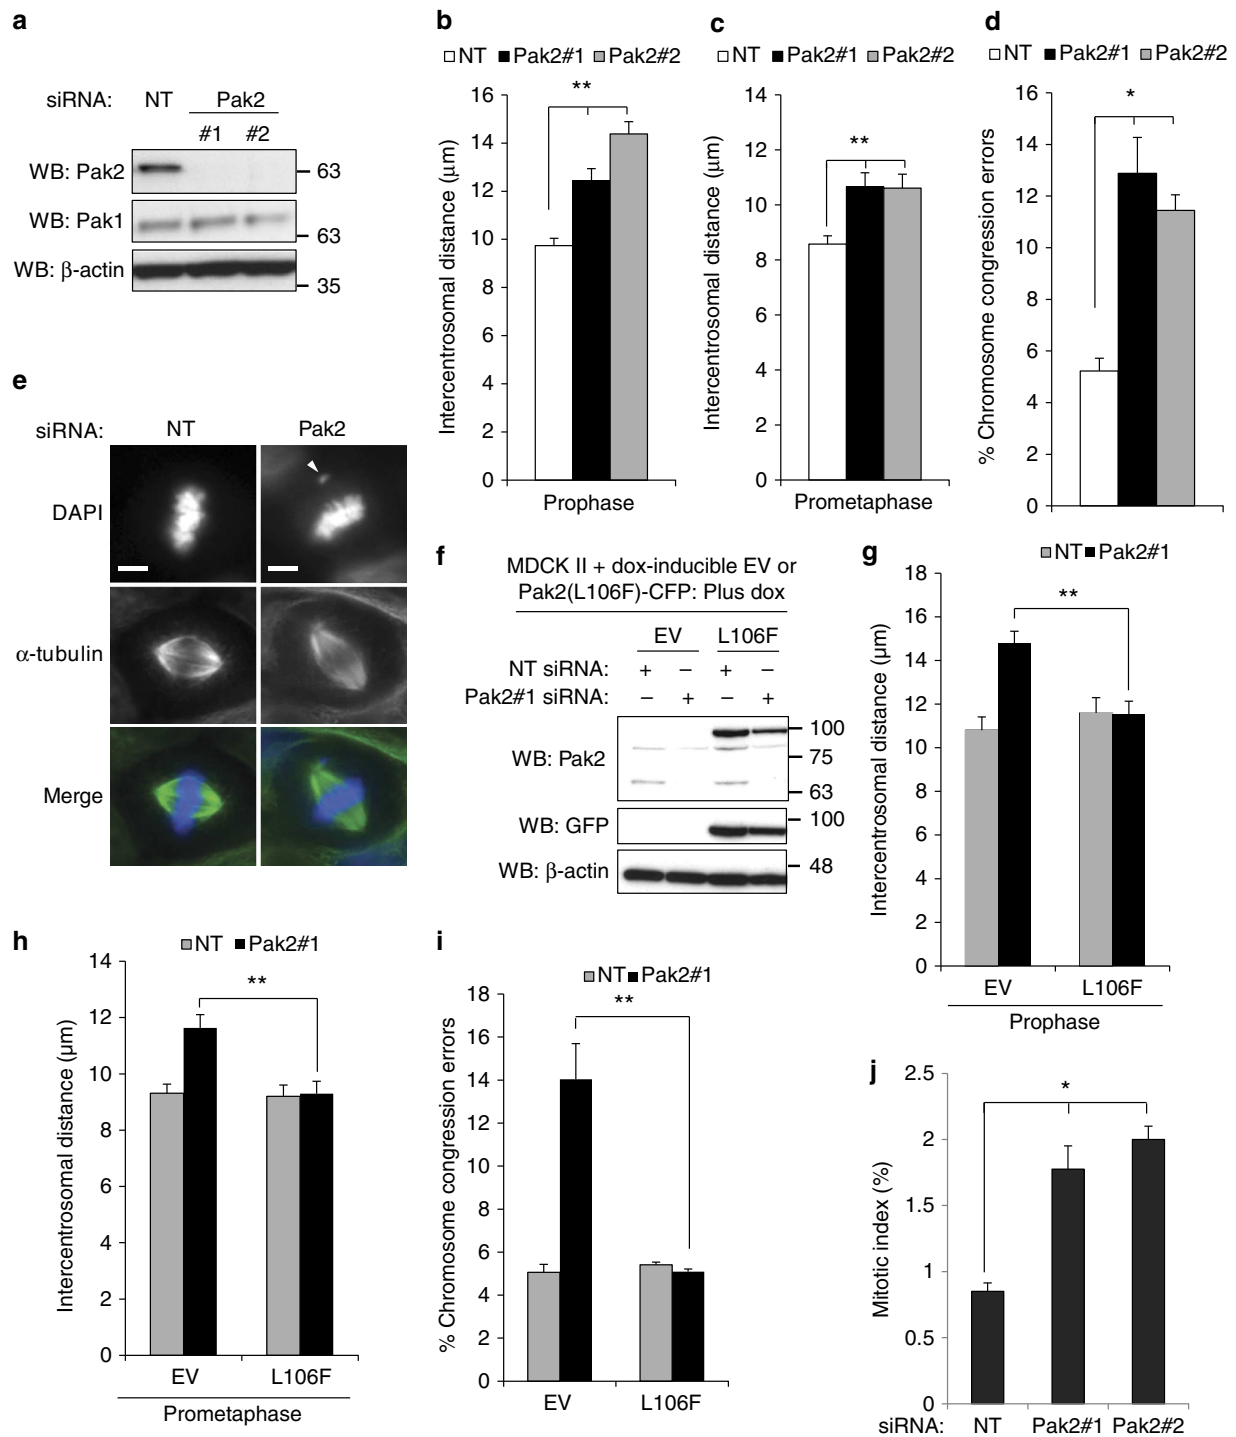 a
siRNA: NT Pak2
#1 #2
WB: Pak2
63
WB: Pak1
63
WB: β-actin
35
b
NT Pak2#1 Pak2#2
**
Intercentrosomal distance (μm)
16
14
12
10
8
6
4
2
0
Prophase
c
NT Pak2#1 Pak2#2
**
Intercentrosomal distance (μm)
14
12
10
8
6
4
2
0
Prometaphase
d
NT Pak2#1
Pak2#2
*
% Chromosome congression errors
16
14
12
10
8
6
4
2
0
e
siRNA: NT Pak2
DAPI
α-tubulin
Merge
f
MDCK II + dox-inducible EV or
Pak2(L106F)-CFP: Plus dox
EV L106F
NT siRNA: + – + –
Pak2#1 siRNA: – + – +
WB: Pak2
100
75
63
WB: GFP
100
WB: β-actin
48
g
NT Pak2#1
**
Intercentrosomal distance (μm)
18
16
14
12
10
8
6
4
2
0
EV L106F
Prophase
h
NT Pak2#1
**
Intercentrosomal distance (μm)
14
12
10
8
6
4
2
0
EV L106F
Prometaphase
i
NT Pak2#1
**
% Chromosome congression errors
18
16
14
12
10
8
6
4
2
0
EV L106F
j
*
Mitotic index (%)
2.5
2
1.5
1
0.5
0
siRNA: NT Pak2#1 Pak2#2